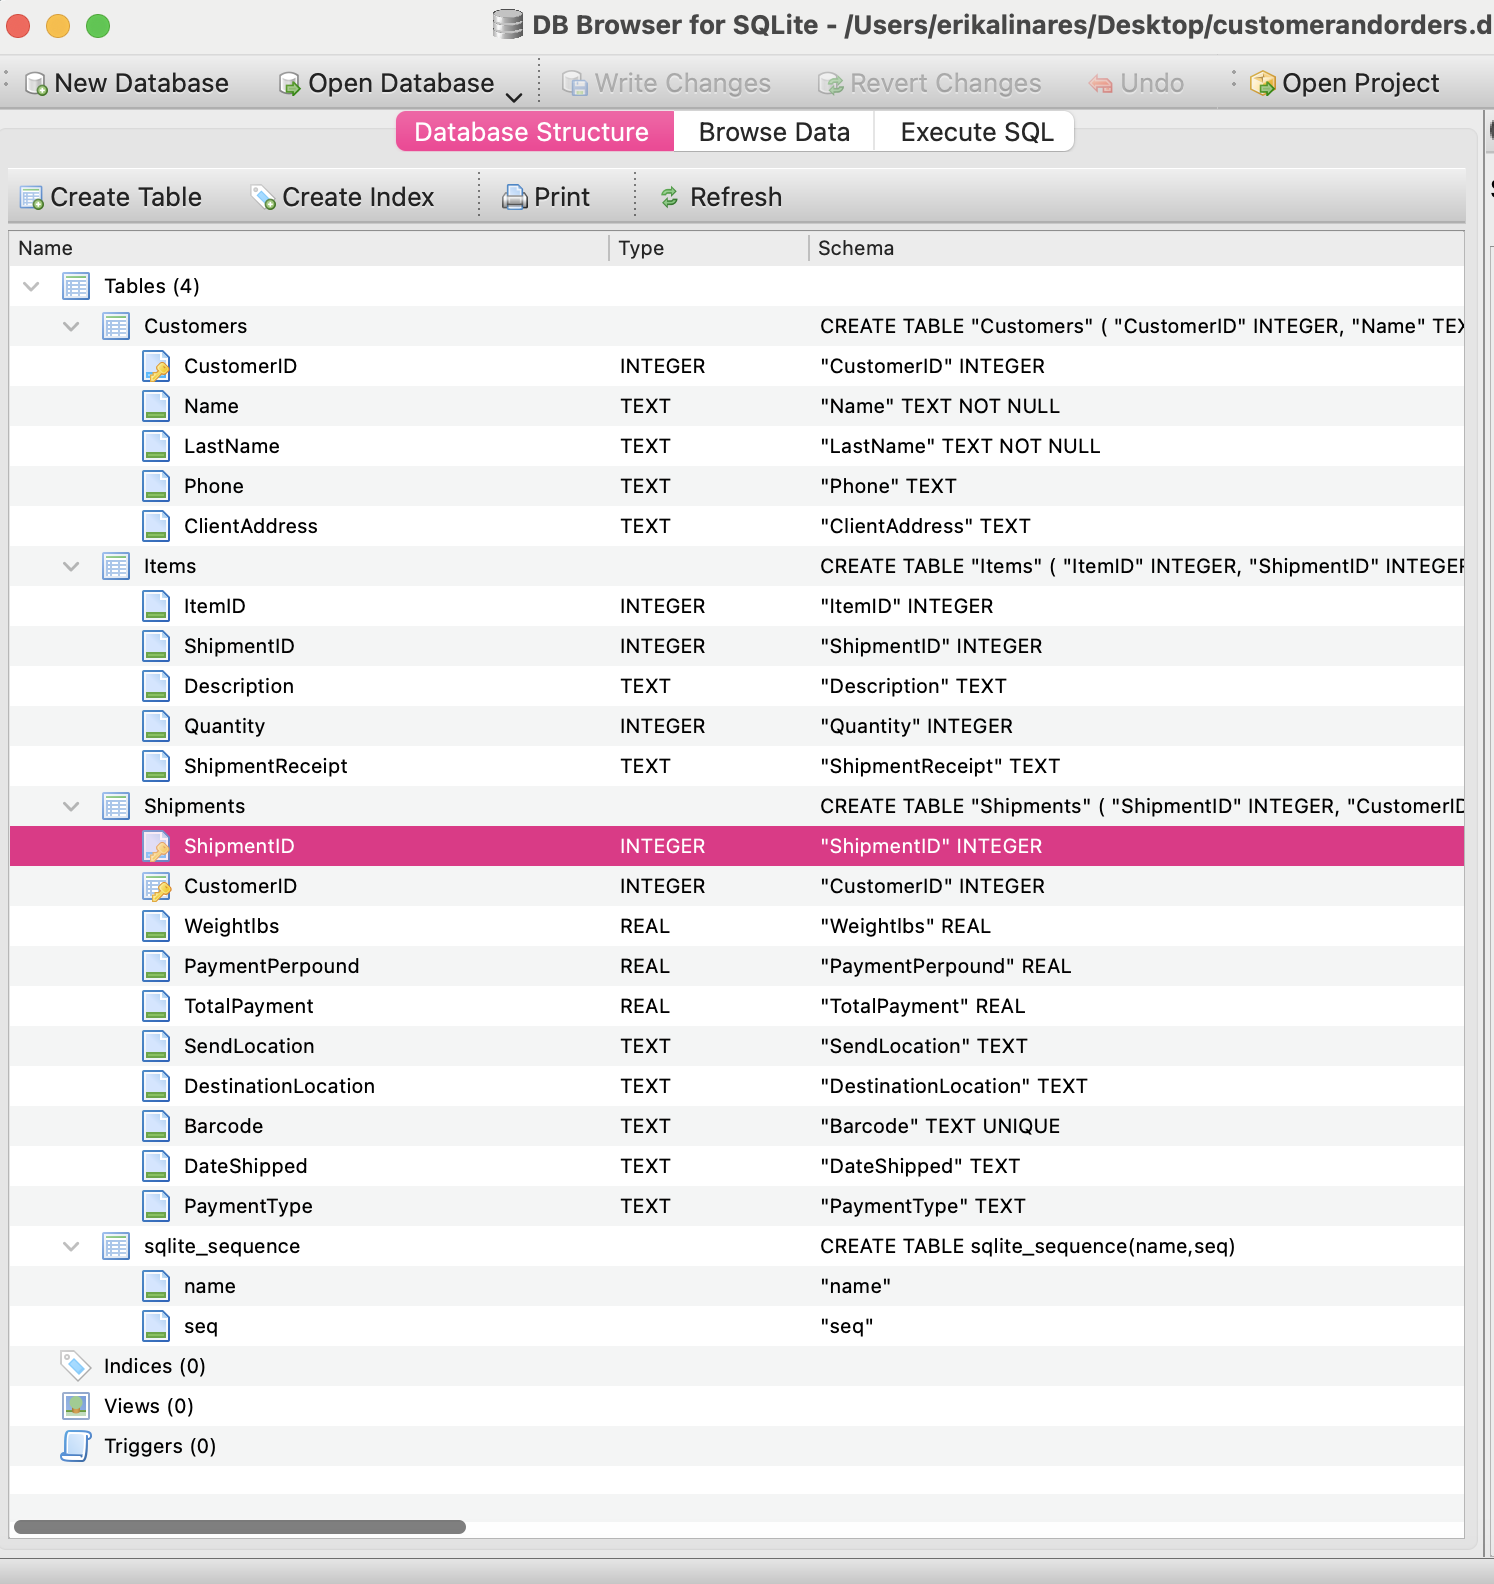 DB Browser for SQLite - /Users/erikalinares/Desktop/customerandorders.d
New Database Open Database Write Changes Revert Changes Undo Open Project
Database Structure Browse Data Execute SQL
Create Table Create Index Print Refresh
Name Type Schema
Tables (4)
Customers CREATE TABLE "Customers" ( "CustomerID" INTEGER, "Name" TEX
CustomerID INTEGER "CustomerID" INTEGER
Name TEXT "Name" TEXT NOT NULL
LastName TEXT "LastName" TEXT NOT NULL
Phone TEXT "Phone" TEXT
ClientAddress TEXT "ClientAddress" TEXT
Items CREATE TABLE "Items" ( "ItemID" INTEGER, "ShipmentID" INTEGER
ItemID INTEGER "ItemID" INTEGER
ShipmentID INTEGER "ShipmentID" INTEGER
Description TEXT "Description" TEXT
Quantity INTEGER "Quantity" INTEGER
ShipmentReceipt TEXT "ShipmentReceipt" TEXT
Shipments CREATE TABLE "Shipments" ( "ShipmentID" INTEGER, "CustomerID
ShipmentID INTEGER "ShipmentID" INTEGER
CustomerID INTEGER "CustomerID" INTEGER
Weightlbs REAL "Weightlbs" REAL
PaymentPerpound REAL "PaymentPerpound" REAL
TotalPayment REAL "TotalPayment" REAL
SendLocation TEXT "SendLocation" TEXT
DestinationLocation TEXT "DestinationLocation" TEXT
Barcode TEXT "Barcode" TEXT UNIQUE
DateShipped TEXT "DateShipped" TEXT
PaymentType TEXT "PaymentType" TEXT
sqlite_sequence CREATE TABLE sqlite_sequence(name,seq)
name "name"
seq "seq"
Indices (0)
Views (0)
Triggers (0)